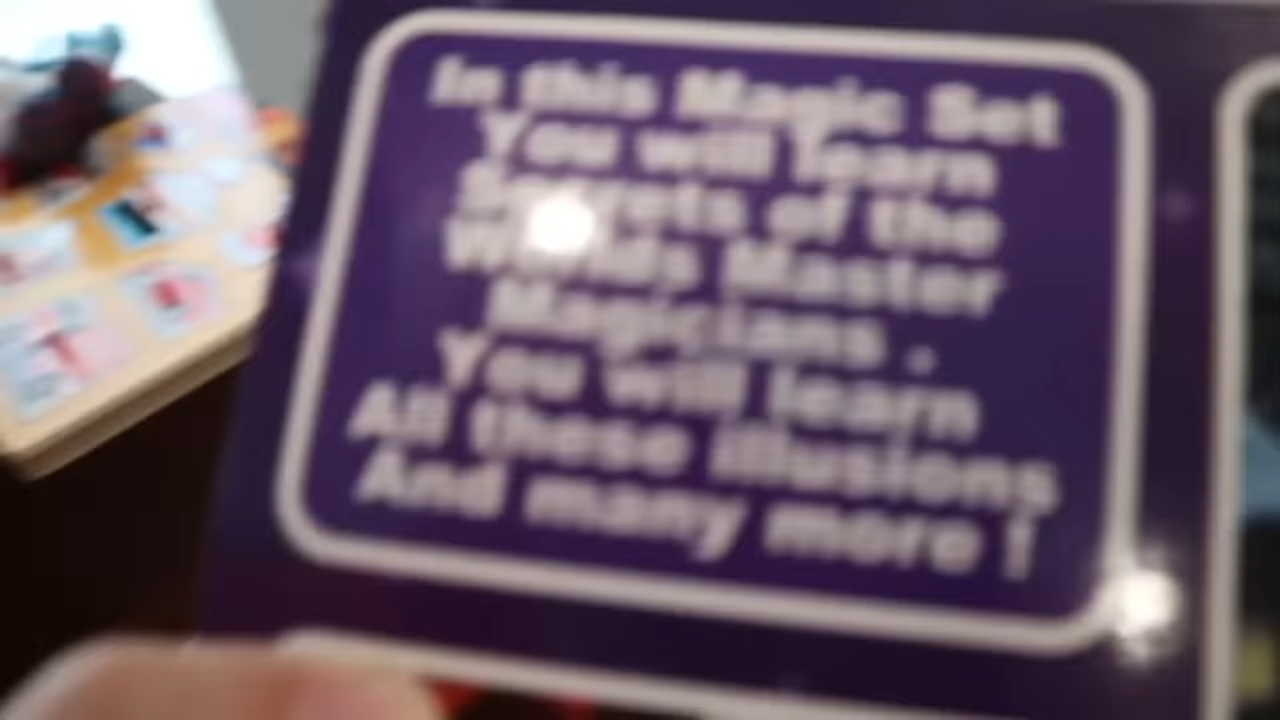 In this Magic Set
You will learn
Secrets of the
Worlds Master
Magicians .
You will learn
All these illusions
And many more !